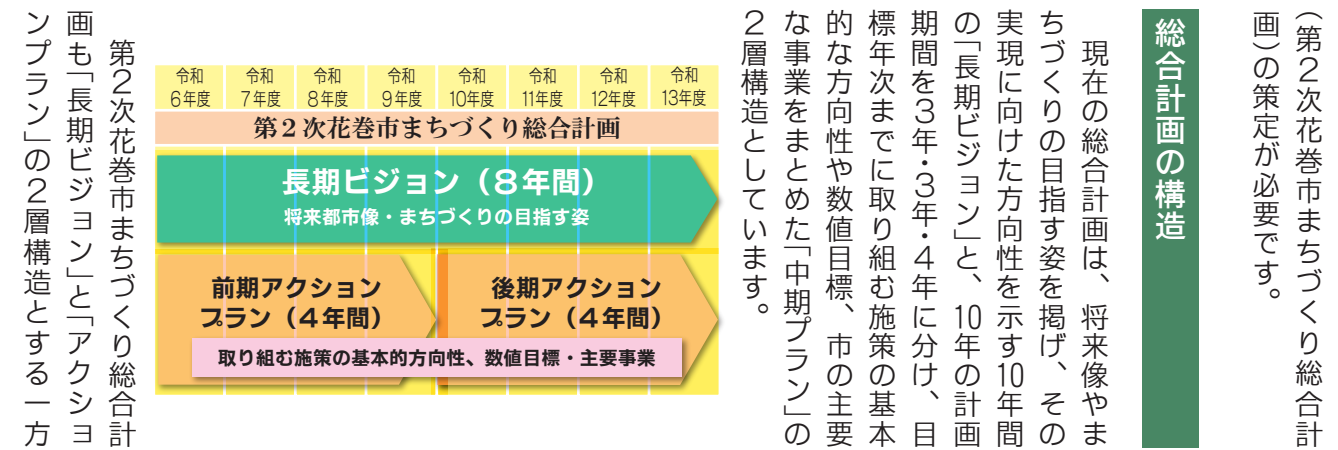 （第２次花巻市まちづくり総合計
画）の策定が必要です。
総合計画の構造
現在の総合計画は、将来像やま
ちづくりの目指す姿を掲げ、その
実現に向けた方向性を示す10年間
の「長期ビジョン」と、10年の計画
期間を３年・３年・４年に分け、目
標年次までに取り組む施策の基本
的な方向性や数値目標、市の主要
な事業をまとめた「中期プラン」の
２層構造としています。
令和
6年度
令和
7年度
令和
8年度
令和
9年度
令和
10年度
令和
11年度
令和
12年度
令和
13年度
第２次花巻市まちづくり総合計画
長期ビジョン（８年間）
将来都市像・まちづくりの目指す姿
前期アクション
プラン（４年間）
後期アクション
プラン（４年間）
取り組む施策の基本的方向性、数値目標・主要事業
第２次花巻市まちづくり総合計
画も「長期ビジョン」と「アクショ
ンプラン」の２層構造とする一方